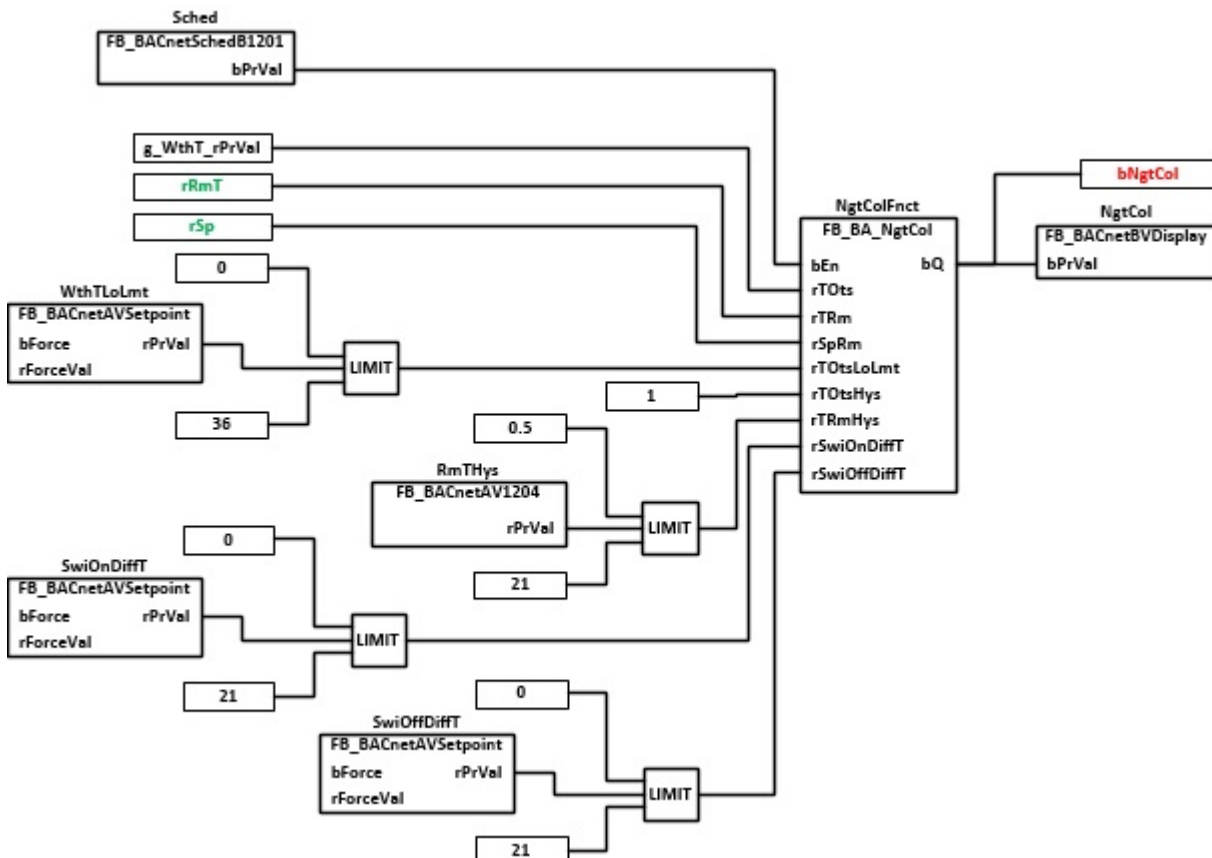 Sched
FB_BACnetSchedB1201
bPrVal
g_WthT_rPrVal
rRmT
rSp
0
WthTLoLmt
FB_BACnetAVSetpoint
bForce rPrVal
rForceVal
LIMIT
36
NgtColFnct
FB_BA_NgtCol
bEn bQ
rTOts
rTRm
rSpRm
rTOtsLoLmt
rTOtsHys
rTRmHys
rSwiOnDiffT
rSwiOffDiffT
bNgtCol
NgtCol
FB_BACnetBVDisplay
bPrVal
1
0.5
RmTHys
FB_BACnetAV1204
rPrVal
LIMIT
21
0
SwiOnDiffT
FB_BACnetAVSetpoint
bForce rPrVal
rForceVal
LIMIT
21
0
SwiOffDiffT
FB_BACnetAVSetpoint
bForce rPrVal
rForceVal
LIMIT
21